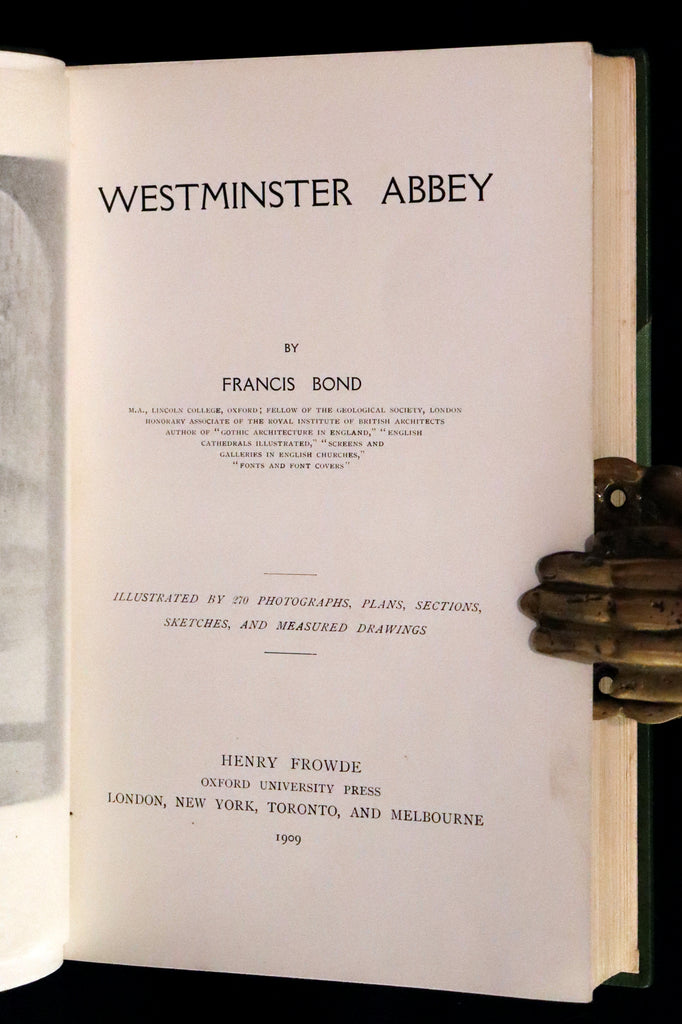 WESTMINSTER ABBEY
BY
FRANCIS BOND
M.A., LINCOLN COLLEGE, OXFORD; FELLOW OF THE GEOLOGICAL SOCIETY, LONDON
HONORARY ASSOCIATE OF THE ROYAL INSTITUTE OF BRITISH ARCHITECTS
AUTHOR OF "GOTHIC ARCHITECTURE IN ENGLAND," "ENGLISH
CATHEDRALS ILLUSTRATED," "SCREENS AND
GALLERIES IN ENGLISH CHURCHES,"
"FONTS AND FONT COVERS"
ILLUSTRATED BY 270 PHOTOGRAPHS, PLANS, SECTIONS,
SKETCHES, AND MEASURED DRAWINGS
HENRY FROWDE
OXFORD UNIVERSITY PRESS
LONDON, NEW YORK, TORONTO, AND MELBOURNE
1909